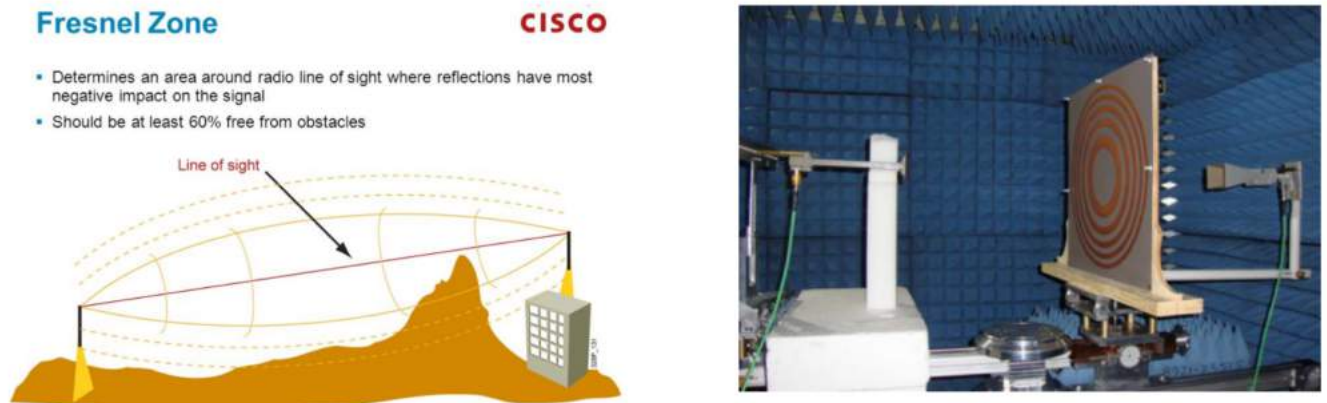 Fresnel Zone
CISCO
▪ Determines an area around radio line of sight where reflections have most
negative impact on the signal
▪ Should be at least 60% free from obstacles
Line of sight